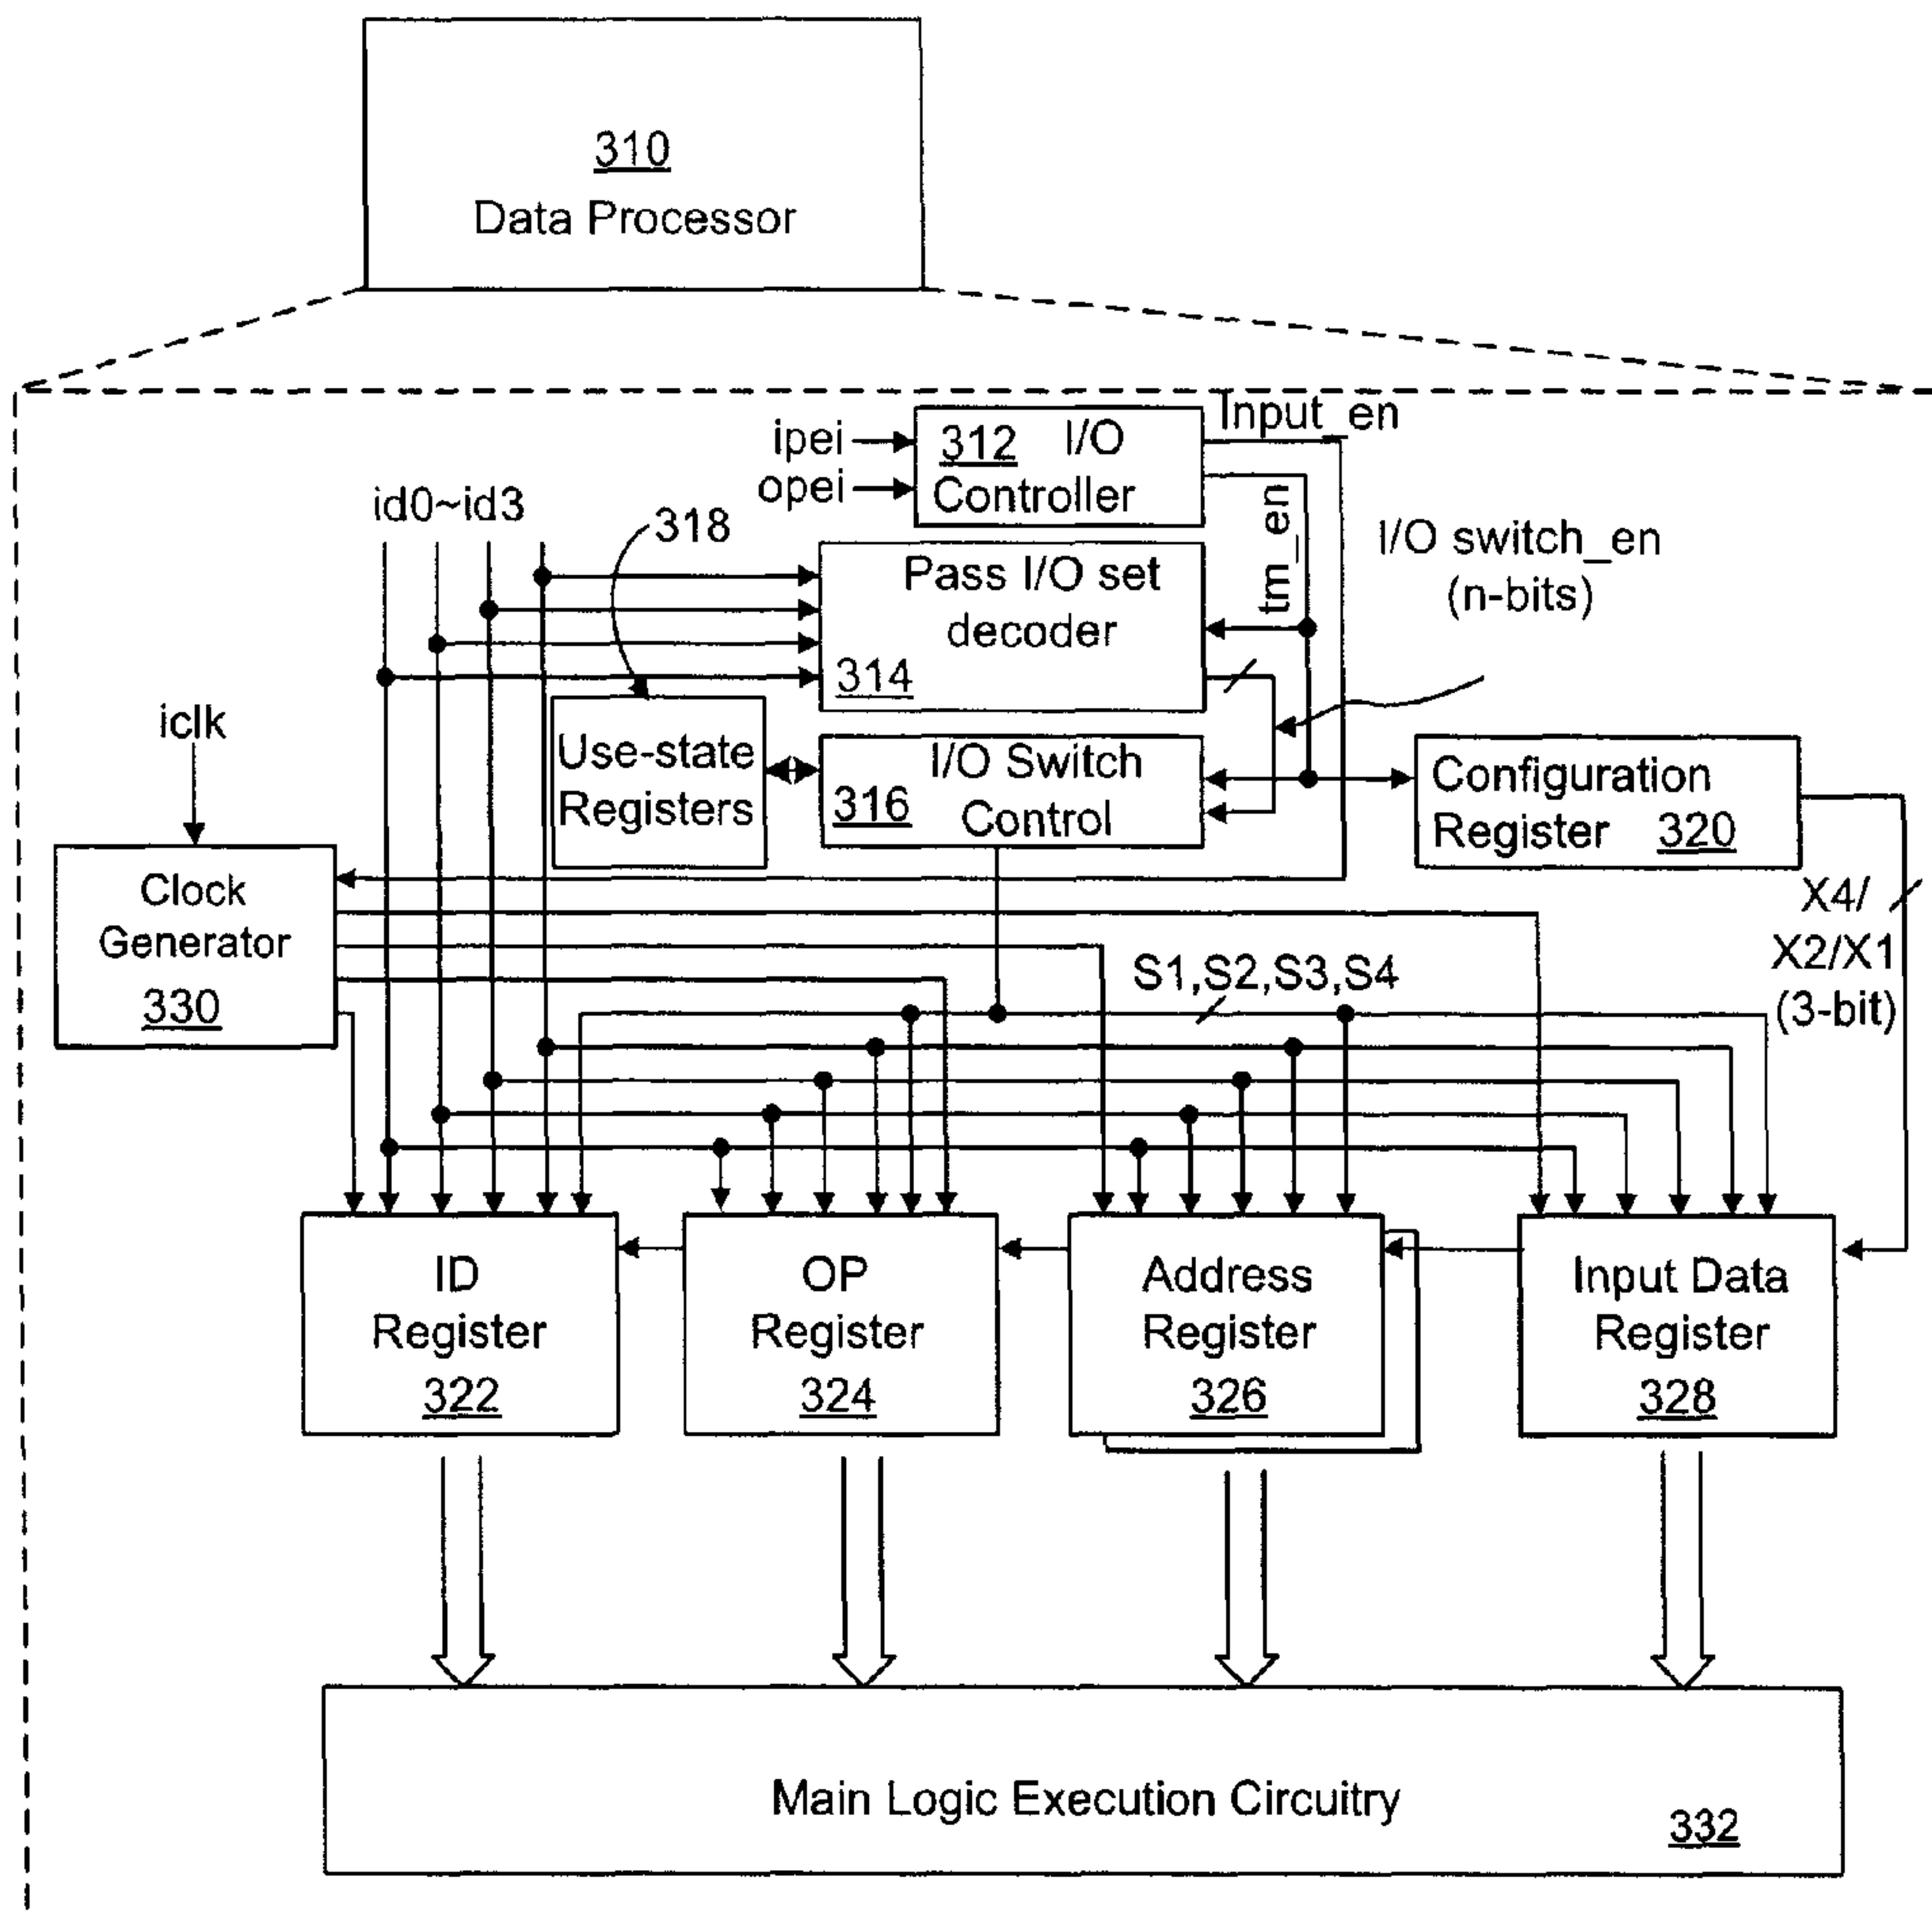 310
Data Processor
ipei
opei
312 I/O
Controller
Input_en
id0~id3
318
tm_en
I/O switch_en
(n-bits)
Pass I/O set
decoder
314
iclk
Use-state
Registers
I/O Switch
316 Control
Configuration
Register 320
Clock
Generator
330
X4/
X2/X1
(3-bit)
S1,S2,S3,S4
ID
Register
322
OP
Register
324
Address
Register
326
Input Data
Register
328
Main Logic Execution Circuitry
332